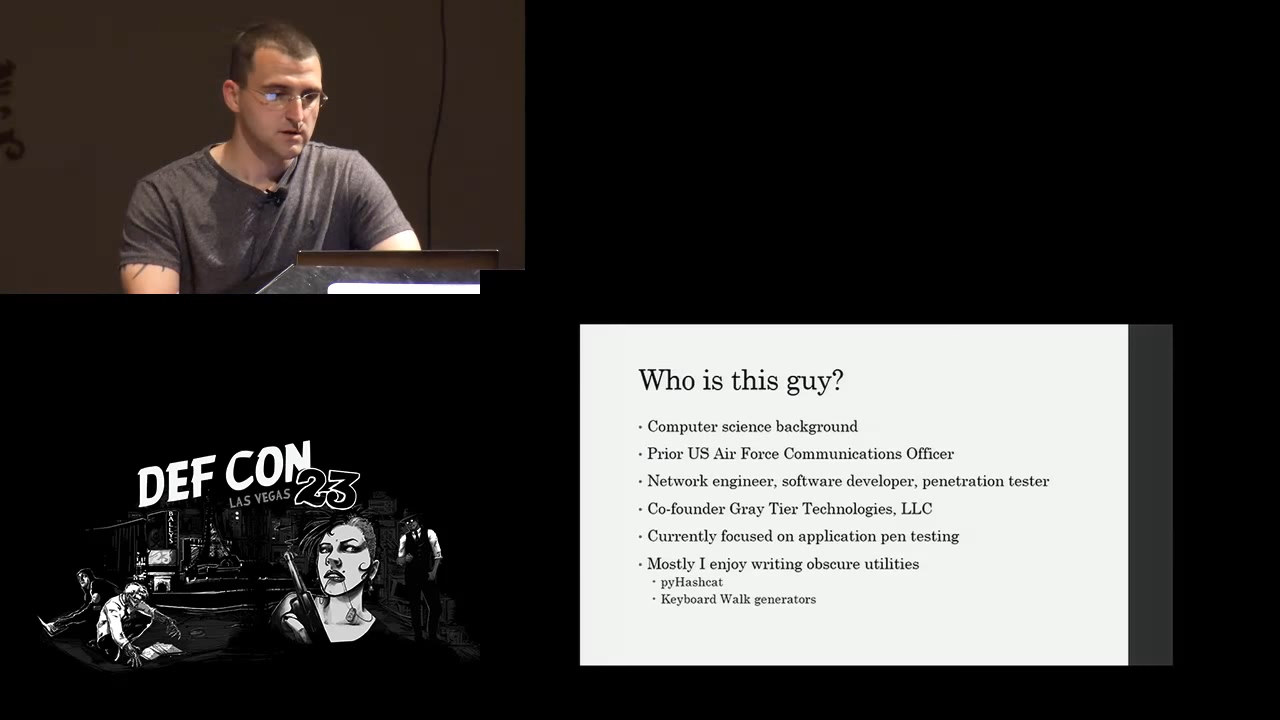 DEF CON
LAS VEGAS 23
BALLYS
23
Who is this guy?
• Computer science background
• Prior US Air Force Communications Officer
• Network engineer, software developer, penetration tester
• Co-founder Gray Tier Technologies, LLC
• Currently focused on application pen testing
• Mostly I enjoy writing obscure utilities
• pyHashcat
• Keyboard Walk generators